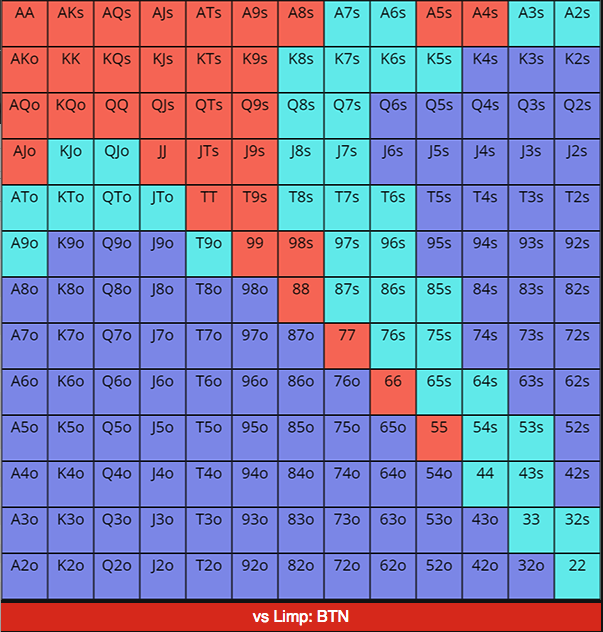 AA AKs AQs AJs ATs A9s A8s A7s A6s A5s A4s A3s A2s
AKo KK KQs KJs KTs K9s K8s K7s K6s K5s K4s K3s K2s
AQo KQo QQ QJs QTs Q9s Q8s Q7s Q6s Q5s Q4s Q3s Q2s
AJo KJo QJo JJ JTs J9s J8s J7s J6s J5s J4s J3s J2s
ATo KTo QTo JTo TT T9s T8s T7s T6s T5s T4s T3s T2s
A9o K9o Q9o J9o T9o 99 98s 97s 96s 95s 94s 93s 92s
A8o K8o Q8o J8o T8o 98o 88 87s 86s 85s 84s 83s 82s
A7o K7o Q7o J7o T7o 97o 87o 77 76s 75s 74s 73s 72s
A6o K6o Q6o J6o T6o 96o 86o 76o 66 65s 64s 63s 62s
A5o K5o Q5o J5o T5o 95o 85o 75o 65o 55 54s 53s 52s
A4o K4o Q4o J4o T4o 94o 84o 74o 64o 54o 44 43s 42s
A3o K3o Q3o J3o T3o 93o 83o 73o 63o 53o 43o 33 32s
A2o K2o Q2o J2o T2o 92o 82o 72o 62o 52o 42o 32o 22
vs Limp: BTN